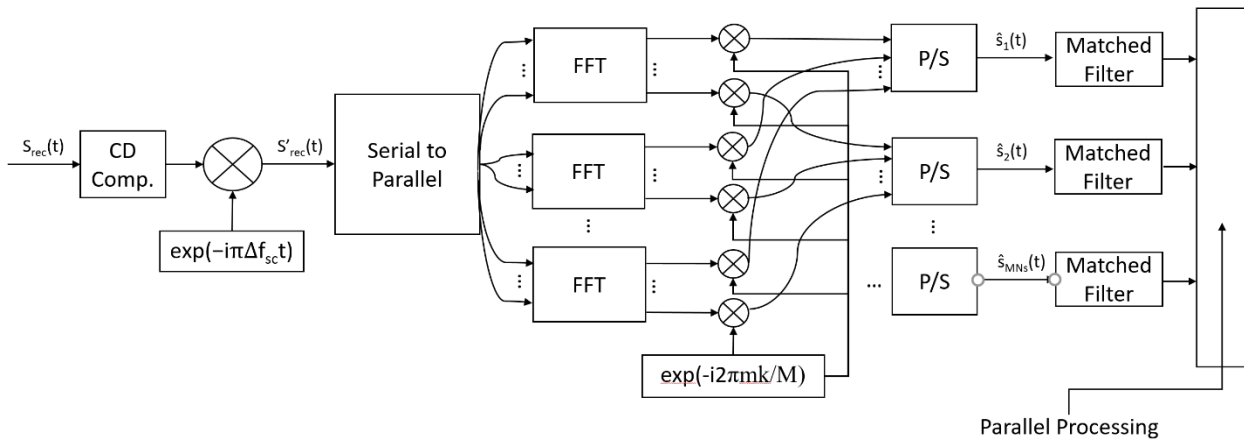 S_rec(t)
CD
Comp.
S'_rec(t)
exp(−iπΔf_sc t)
Serial to
Parallel
FFT
...
...
FFT
...
...
...
FFT
...
...
exp(-i2πmk/M)
P/S
...
ŝ_1(t)
Matched
Filter
P/S
...
ŝ_2(t)
Matched
Filter
...
...
P/S
ŝ_MNs(t)
Matched
Filter
Parallel Processing